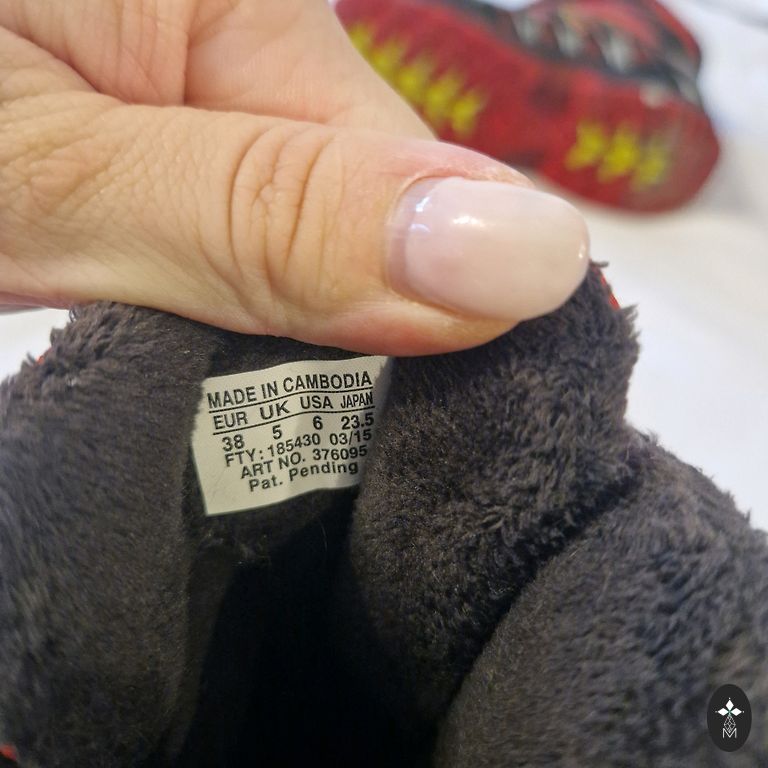 MADE IN CAMBODIA
EUR UK USA JAPAN
38 5 6 23.5
FTY: 185430 03/15
ART NO. 376095
Pat. Pending
M